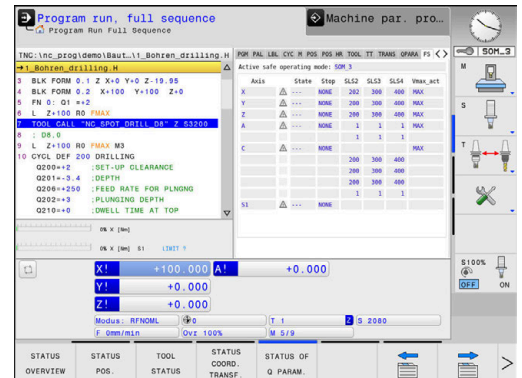 Program run, full sequence
Program Run Full Sequence
Machine par. pro…
TNC:\nc_prog\demo\Baut…\1_Bohren_drilling.H
→1_Bohren_drilling.H
3 BLK FORM 0.1 Z X+0 Y+0 Z-19.95
4 BLK FORM 0.2 X+100 Y+100 Z+0
5 FN 0: Q1 =+2
6 L Z+100 R0 FMAX
7 TOOL CALL "NC_SPOT_DRILL_D8" Z S3200
8 ; D8,0
9 L Z+100 R0 FMAX M3
10 CYCL DEF 200 DRILLING
Q200=+2 ;SET-UP CLEARANCE
Q201=-3.4 ;DEPTH
Q206=+250 ;FEED RATE FOR PLNGNG
Q202=+3 ;PLUNGING DEPTH
Q210=+0 ;DWELL TIME AT TOP
0% X [Nm]
0% X [Nm] S1 LIMIT 1
PGM PAL LBL CYC M POS POS HR TOOL TT TRANS QPARA FS
Active safe operating mode: SOM_3
Axis State Stop SLS2 SLS3 SLS4 Vmax_act
X --- NONE 202 300 400 MAX
Y --- NONE 200 300 400 MAX
Z --- NONE 200 300 400 MAX
A --- NONE 1 1 1 MAX
1 1 1
C NONE MAX
200 300 400
200 300 400
200 300 400
1 1 1
S1 --- NONE
X! +100.000 A! +0.000
Y! +0.000
Z! +0.000
Modus: RFNOML 0 T 1 Z S 2080
F 0mm/min Ovr 100% M 5/9
SOM_3
M
S
T
S100%
OFF ON
STATUS OVERVIEW
STATUS POS.
TOOL STATUS
STATUS COORD. TRANSF.
STATUS OF Q PARAM.